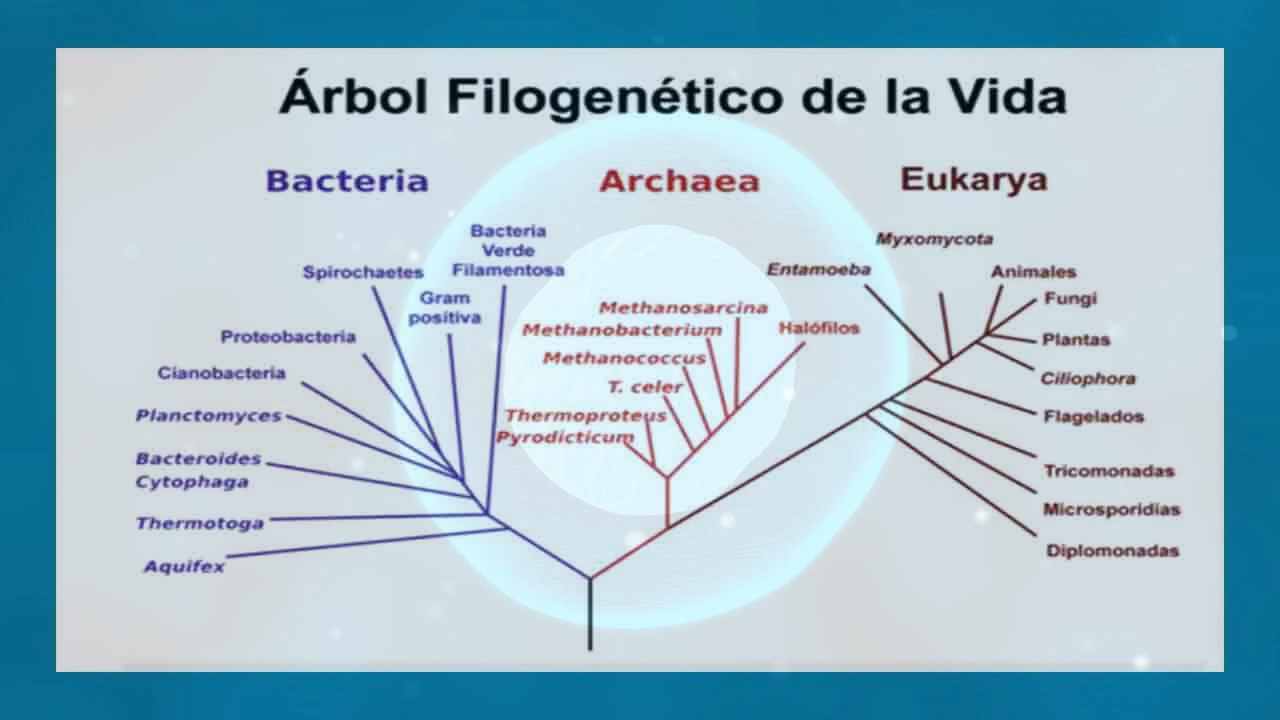 Árbol Filogenético de la Vida
Bacteria
Archaea
Eukarya
Bacteria
Verde
Filamentosa
Spirochaetes
Gram
positiva
Proteobacteria
Cianobacteria
Planctomyces
Bacteroides
Cytophaga
Thermotoga
Aquifex
Methanosarcina
Methanobacterium
Halófilos
Methanococcus
T. celer
Thermoproteus
Pyrodicticum
Myxomycota
Entamoeba
Animales
Fungi
Plantas
Ciliophora
Flagelados
Tricomonadas
Microsporidias
Diplomonadas